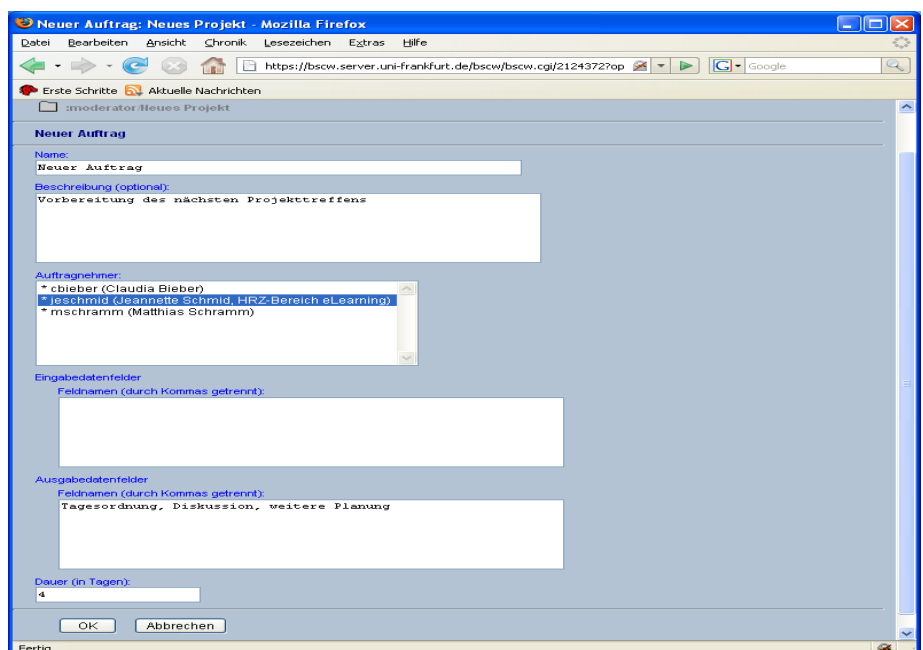 Neuer Auftrag: Neues Projekt - Mozilla Firefox
Datei Bearbeiten Ansicht Chronik Lesezeichen Extras Hilfe
https://bscw.server.uni-frankfurt.de/bscw/bscw.cgi/2124372?op G Google
Erste Schritte Aktuelle Nachrichten
:moderator/Neues Projekt
Neuer Auftrag
Name:
Neuer Auftrag
Beschreibung (optional):
Vorbereitung des nächsten Projekttreffens
Auftragnehmer:
* cbieber (Claudia Bieber)
* jeschmid (Jeannette Schmid, HRZ-Bereich eLearning)
* mschramm (Matthias Schramm)
Eingabedatenfelder
Feldnamen (durch Kommas getrennt):
Ausgabedatenfelder
Feldnamen (durch Kommas getrennt):
Tagesordnung, Diskussion, weitere Planung
Dauer (in Tagen):
4
OK Abbrechen
Fertig